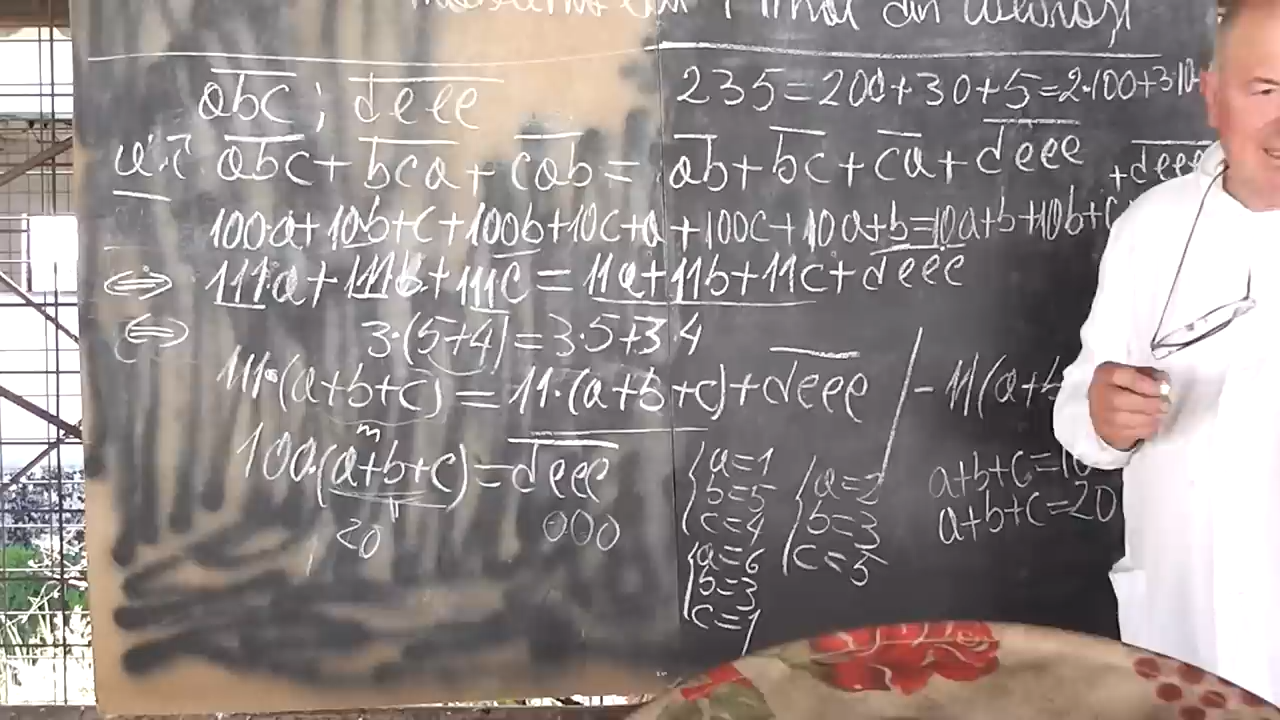 din
235=200+30+5=2·100+3·10
abc ; deee
a.î. abc+bca+cab= ab+bc+ca+deee
100a+10b+c+100b+10c+a+100c+10a+b=10a+b+10b+c
+deee
⇔ 111a+111b+111c=11a+11b+11c+deee
⇔ 3·(5+4)=3·5+3·4
111·(a+b+c)=11·(a+b+c)+deee / -11(a+b
m
100·(a+b+c)=deee
20 000
a=1
b=5
c=4
a=6
b=3
c=1
a=2
b=3
c=5
a+b+c=10
a+b+c=20